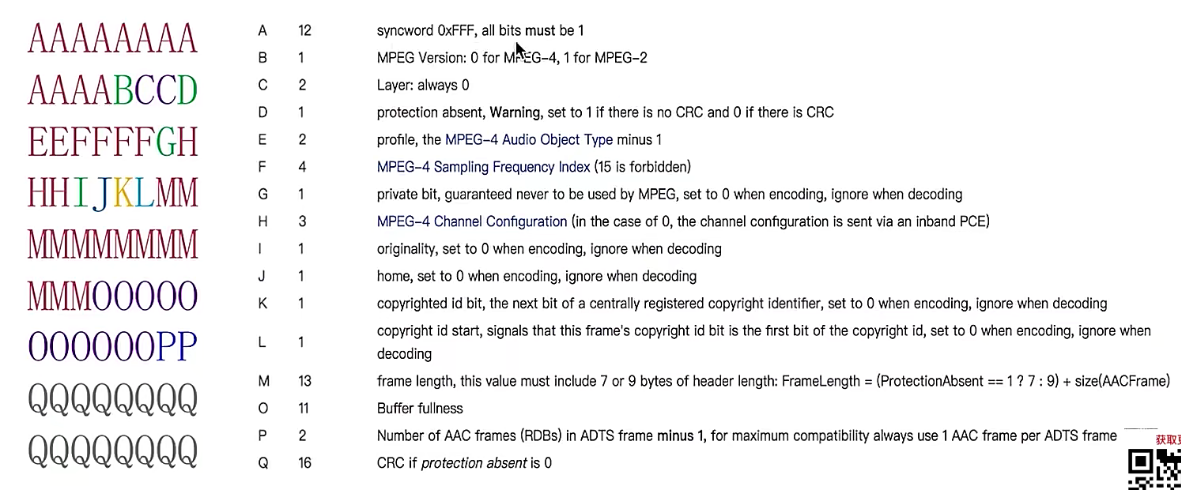 AAAAAAAA
AAAABCCD
EEFFFFGH
HHIJKLMM
MMMMMMMM
MMMOOOOO
OOOOOOPP
QQQQQQQQ
QQQQQQQQ
A 12 syncword 0xFFF, all bits must be 1
B 1 MPEG Version: 0 for MPEG-4, 1 for MPEG-2
C 2 Layer: always 0
D 1 protection absent, Warning, set to 1 if there is no CRC and 0 if there is CRC
E 2 profile, the MPEG-4 Audio Object Type minus 1
F 4 MPEG-4 Sampling Frequency Index (15 is forbidden)
G 1 private bit, guaranteed never to be used by MPEG, set to 0 when encoding, ignore when decoding
H 3 MPEG-4 Channel Configuration (in the case of 0, the channel configuration is sent via an inband PCE)
I 1 originality, set to 0 when encoding, ignore when decoding
J 1 home, set to 0 when encoding, ignore when decoding
K 1 copyrighted id bit, the next bit of a centrally registered copyright identifier, set to 0 when encoding, ignore when decoding
L 1 copyright id start, signals that this frame's copyright id bit is the first bit of the copyright id, set to 0 when encoding, ignore when
decoding
M 13 frame length, this value must include 7 or 9 bytes of header length: FrameLength = (ProtectionAbsent == 1 ? 7 : 9) + size(AACFrame)
O 11 Buffer fullness
P 2 Number of AAC frames (RDBs) in ADTS frame minus 1, for maximum compatibility always use 1 AAC frame per ADTS frame
Q 16 CRC if protection absent is 0
获取